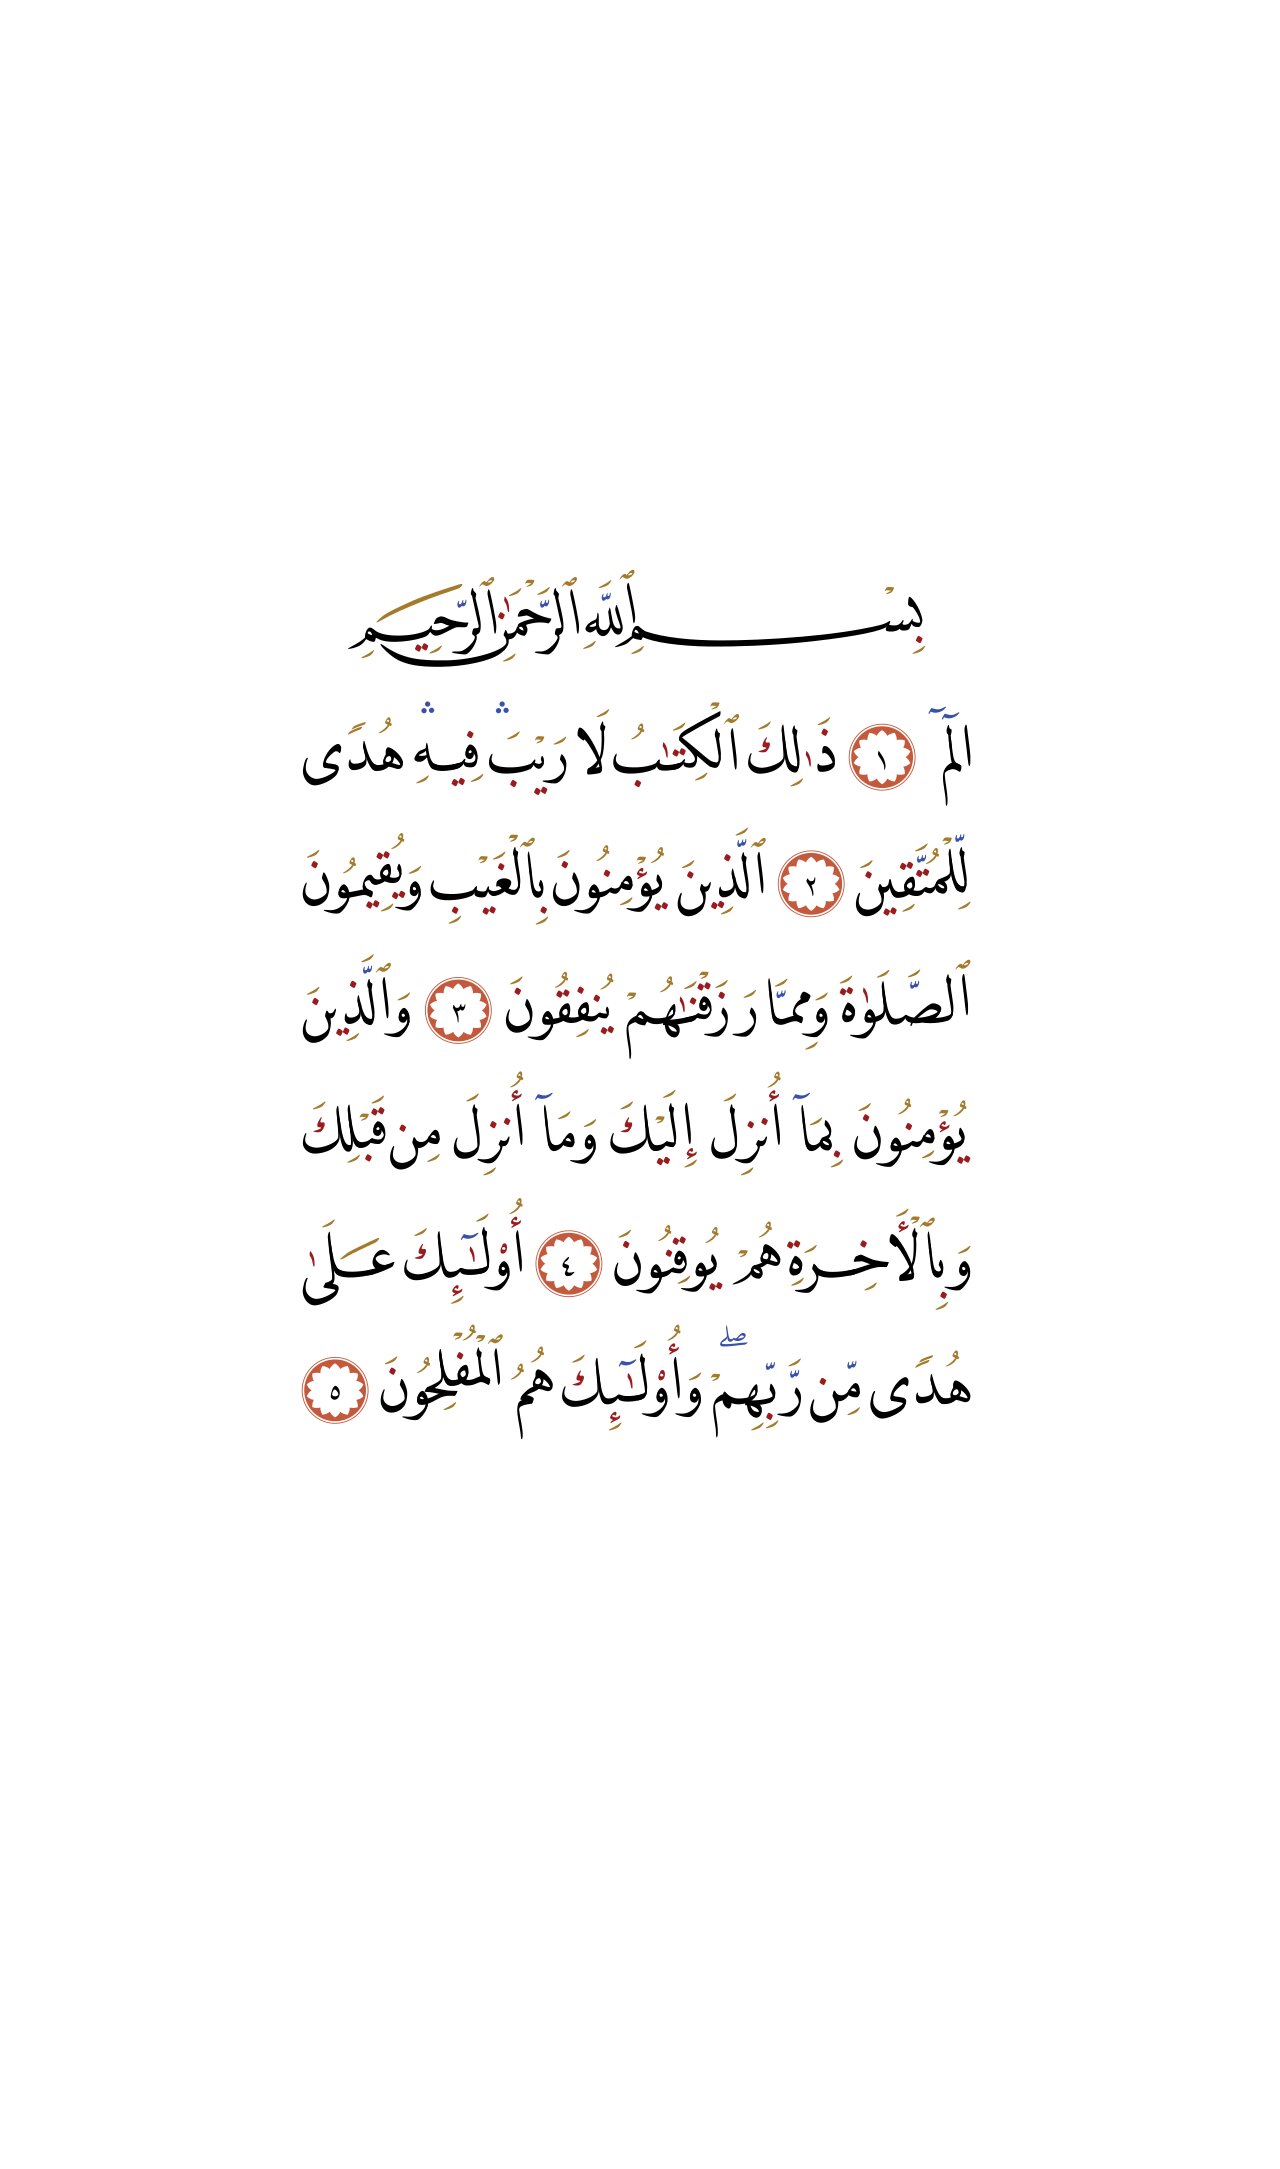 بِسْمِ ٱللَّهِ ٱلرَّحْمَٰنِ ٱلرَّحِيمِ
الٓمٓ ١ ذَٰلِكَ ٱلْكِتَٰبُ لَا رَيْبَۛ فِيهِۛ هُدًى
لِّلْمُتَّقِينَ ٢ ٱلَّذِينَ يُؤْمِنُونَ بِٱلْغَيْبِ وَيُقِيمُونَ
ٱلصَّلَوٰةَ وَمِمَّا رَزَقْنَٰهُمْ يُنفِقُونَ ٣ وَٱلَّذِينَ
يُؤْمِنُونَ بِمَآ أُنزِلَ إِلَيْكَ وَمَآ أُنزِلَ مِن قَبْلِكَ
وَبِٱلْأَخِرَةِ هُمْ يُوقِنُونَ ٤ أُوْلَٰٓئِكَ عَلَىٰ
هُدًى مِّن رَّبِّهِمْۖ وَأُوْلَٰٓئِكَ هُمُ ٱلْمُفْلِحُونَ ٥